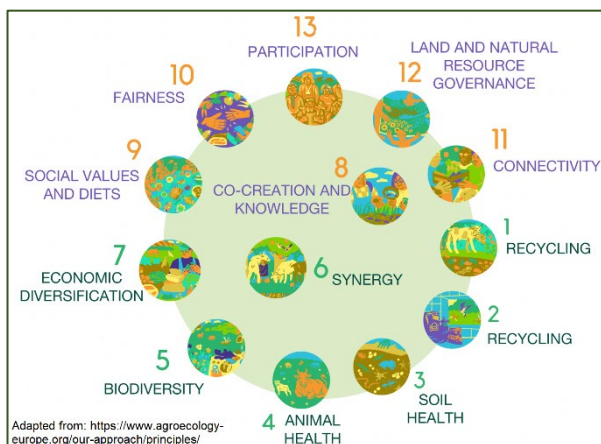 13
PARTICIPATION
LAND AND NATURAL
RESOURCE
GOVERNANCE
12
10
FAIRNESS
11
CONNECTIVITY
9
SOCIAL VALUES
AND DIETS
8
CO-CREATION AND
KNOWLEDGE
1
RECYCLING
7
ECONOMIC
DIVERSIFICATION
6
SYNERGY
2
RECYCLING
5
BIODIVERSITY
3
SOIL
HEALTH
4
ANIMAL
HEALTH
Adapted from: https://www.agroecology-
europe.org/our-approach/principles/